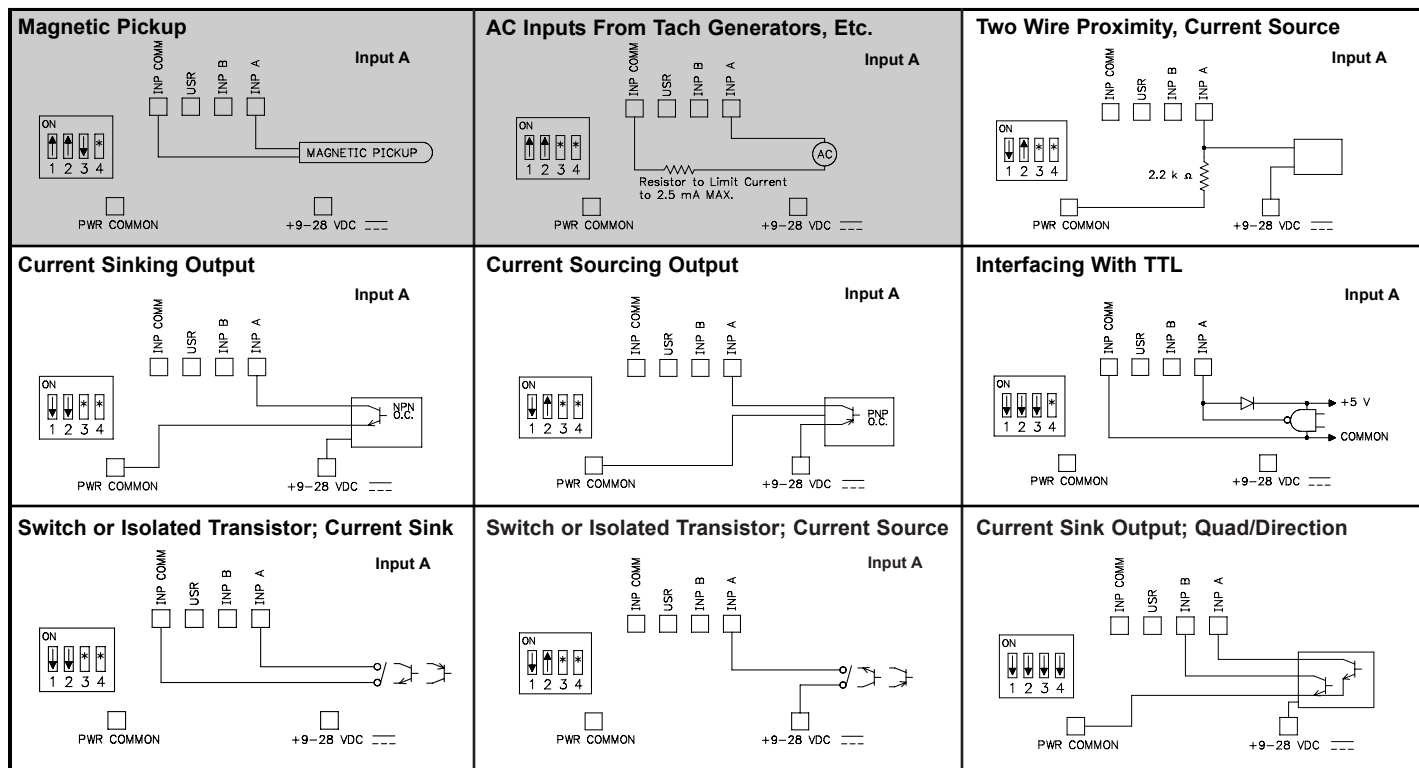 Magnetic Pickup
Input A
INP COMM
USR
INP B
INP A
ON
* 
1 2 3 4
MAGNETIC PICKUP
PWR COMMON
+9–28 VDC
AC Inputs From Tach Generators, Etc.
Input A
INP COMM
USR
INP B
INP A
ON
* *
1 2 3 4
AC
Resistor to Limit Current
to 2.5 mA MAX.
PWR COMMON
+9–28 VDC
Two Wire Proximity, Current Source
Input A
INP COMM
USR
INP B
INP A
ON
* *
1 2 3 4
2.2 k Ω
PWR COMMON
+9–28 VDC
Current Sinking Output
Input A
INP COMM
USR
INP B
INP A
ON
* *
1 2 3 4
NPN
O.C.
PWR COMMON
+9–28 VDC
Current Sourcing Output
Input A
INP COMM
USR
INP B
INP A
ON
* *
1 2 3 4
PNP
O.C.
PWR COMMON
+9–28 VDC
Interfacing With TTL
Input A
INP COMM
USR
INP B
INP A
ON
*
1 2 3 4
+5 V
COMMON
PWR COMMON
+9–28 VDC
Switch or Isolated Transistor; Current Sink
Input A
INP COMM
USR
INP B
INP A
ON
* *
1 2 3 4
PWR COMMON
+9–28 VDC
Switch or Isolated Transistor; Current Source
Input A
INP COMM
USR
INP B
INP A
ON
* *
1 2 3 4
PWR COMMON
+9–28 VDC
Current Sink Output; Quad/Direction
INP COMM
USR
INP B
INP A
ON
1 2 3 4
PWR COMMON
+9–28 VDC